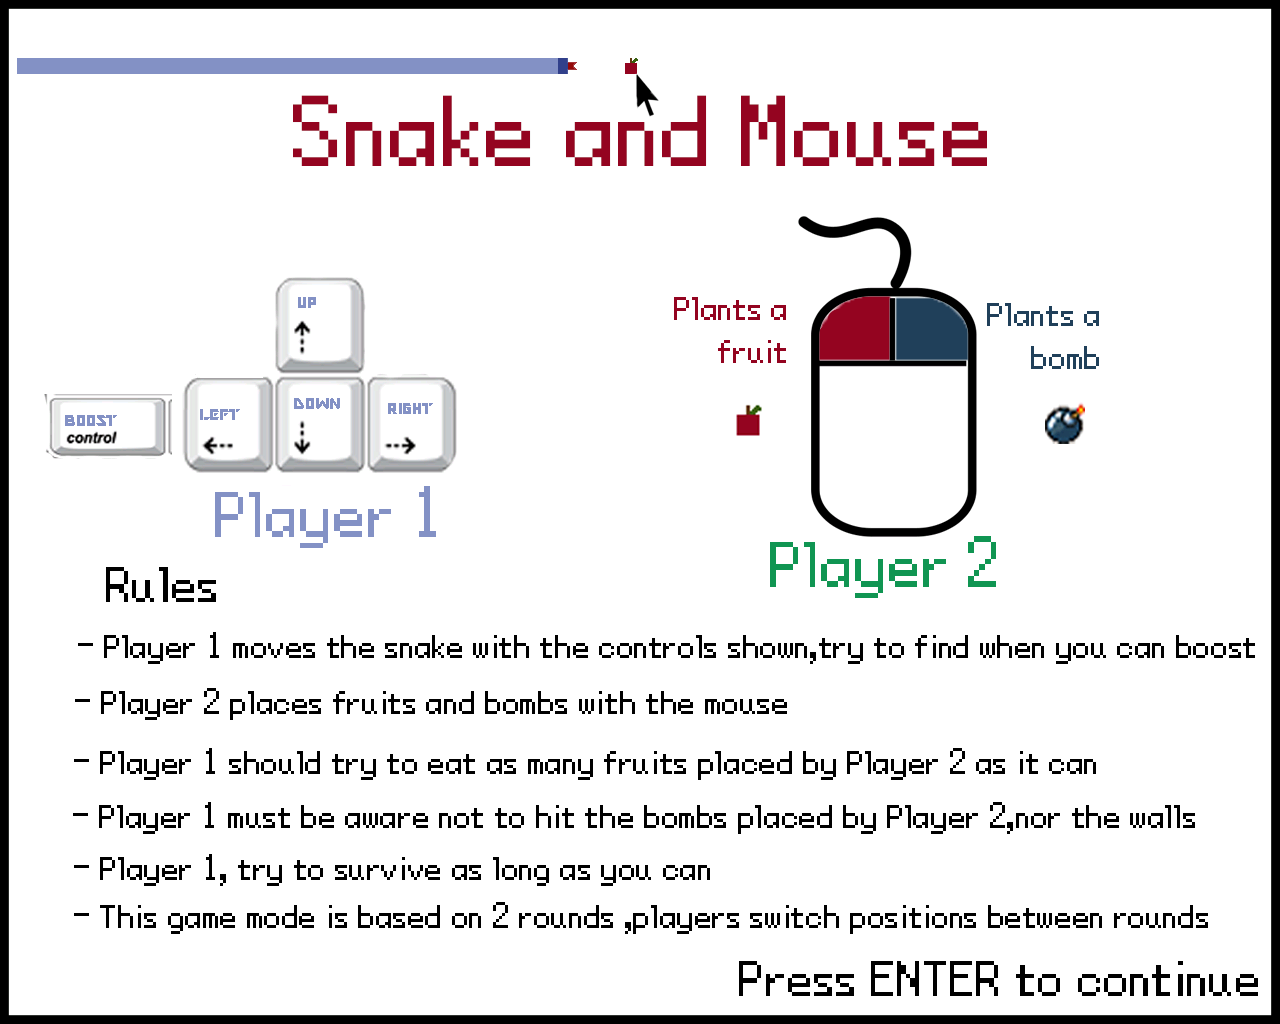 Snake and Mouse
UP
Plants a
fruit
Plants a
bomb
BOOST
control
LEFT
DOWN
RIGHT
Player 1
Player 2
Rules
- Player 1 moves the snake with the controls shown,try to find when you can boost
- Player 2 places fruits and bombs with the mouse
- Player 1 should try to eat as many fruits placed by Player 2 as it can
- Player 1 must be aware not to hit the bombs placed by Player 2,nor the walls
- Player 1, try to survive as long as you can
- This game mode is based on 2 rounds ,players switch positions between rounds
Press ENTER to continue